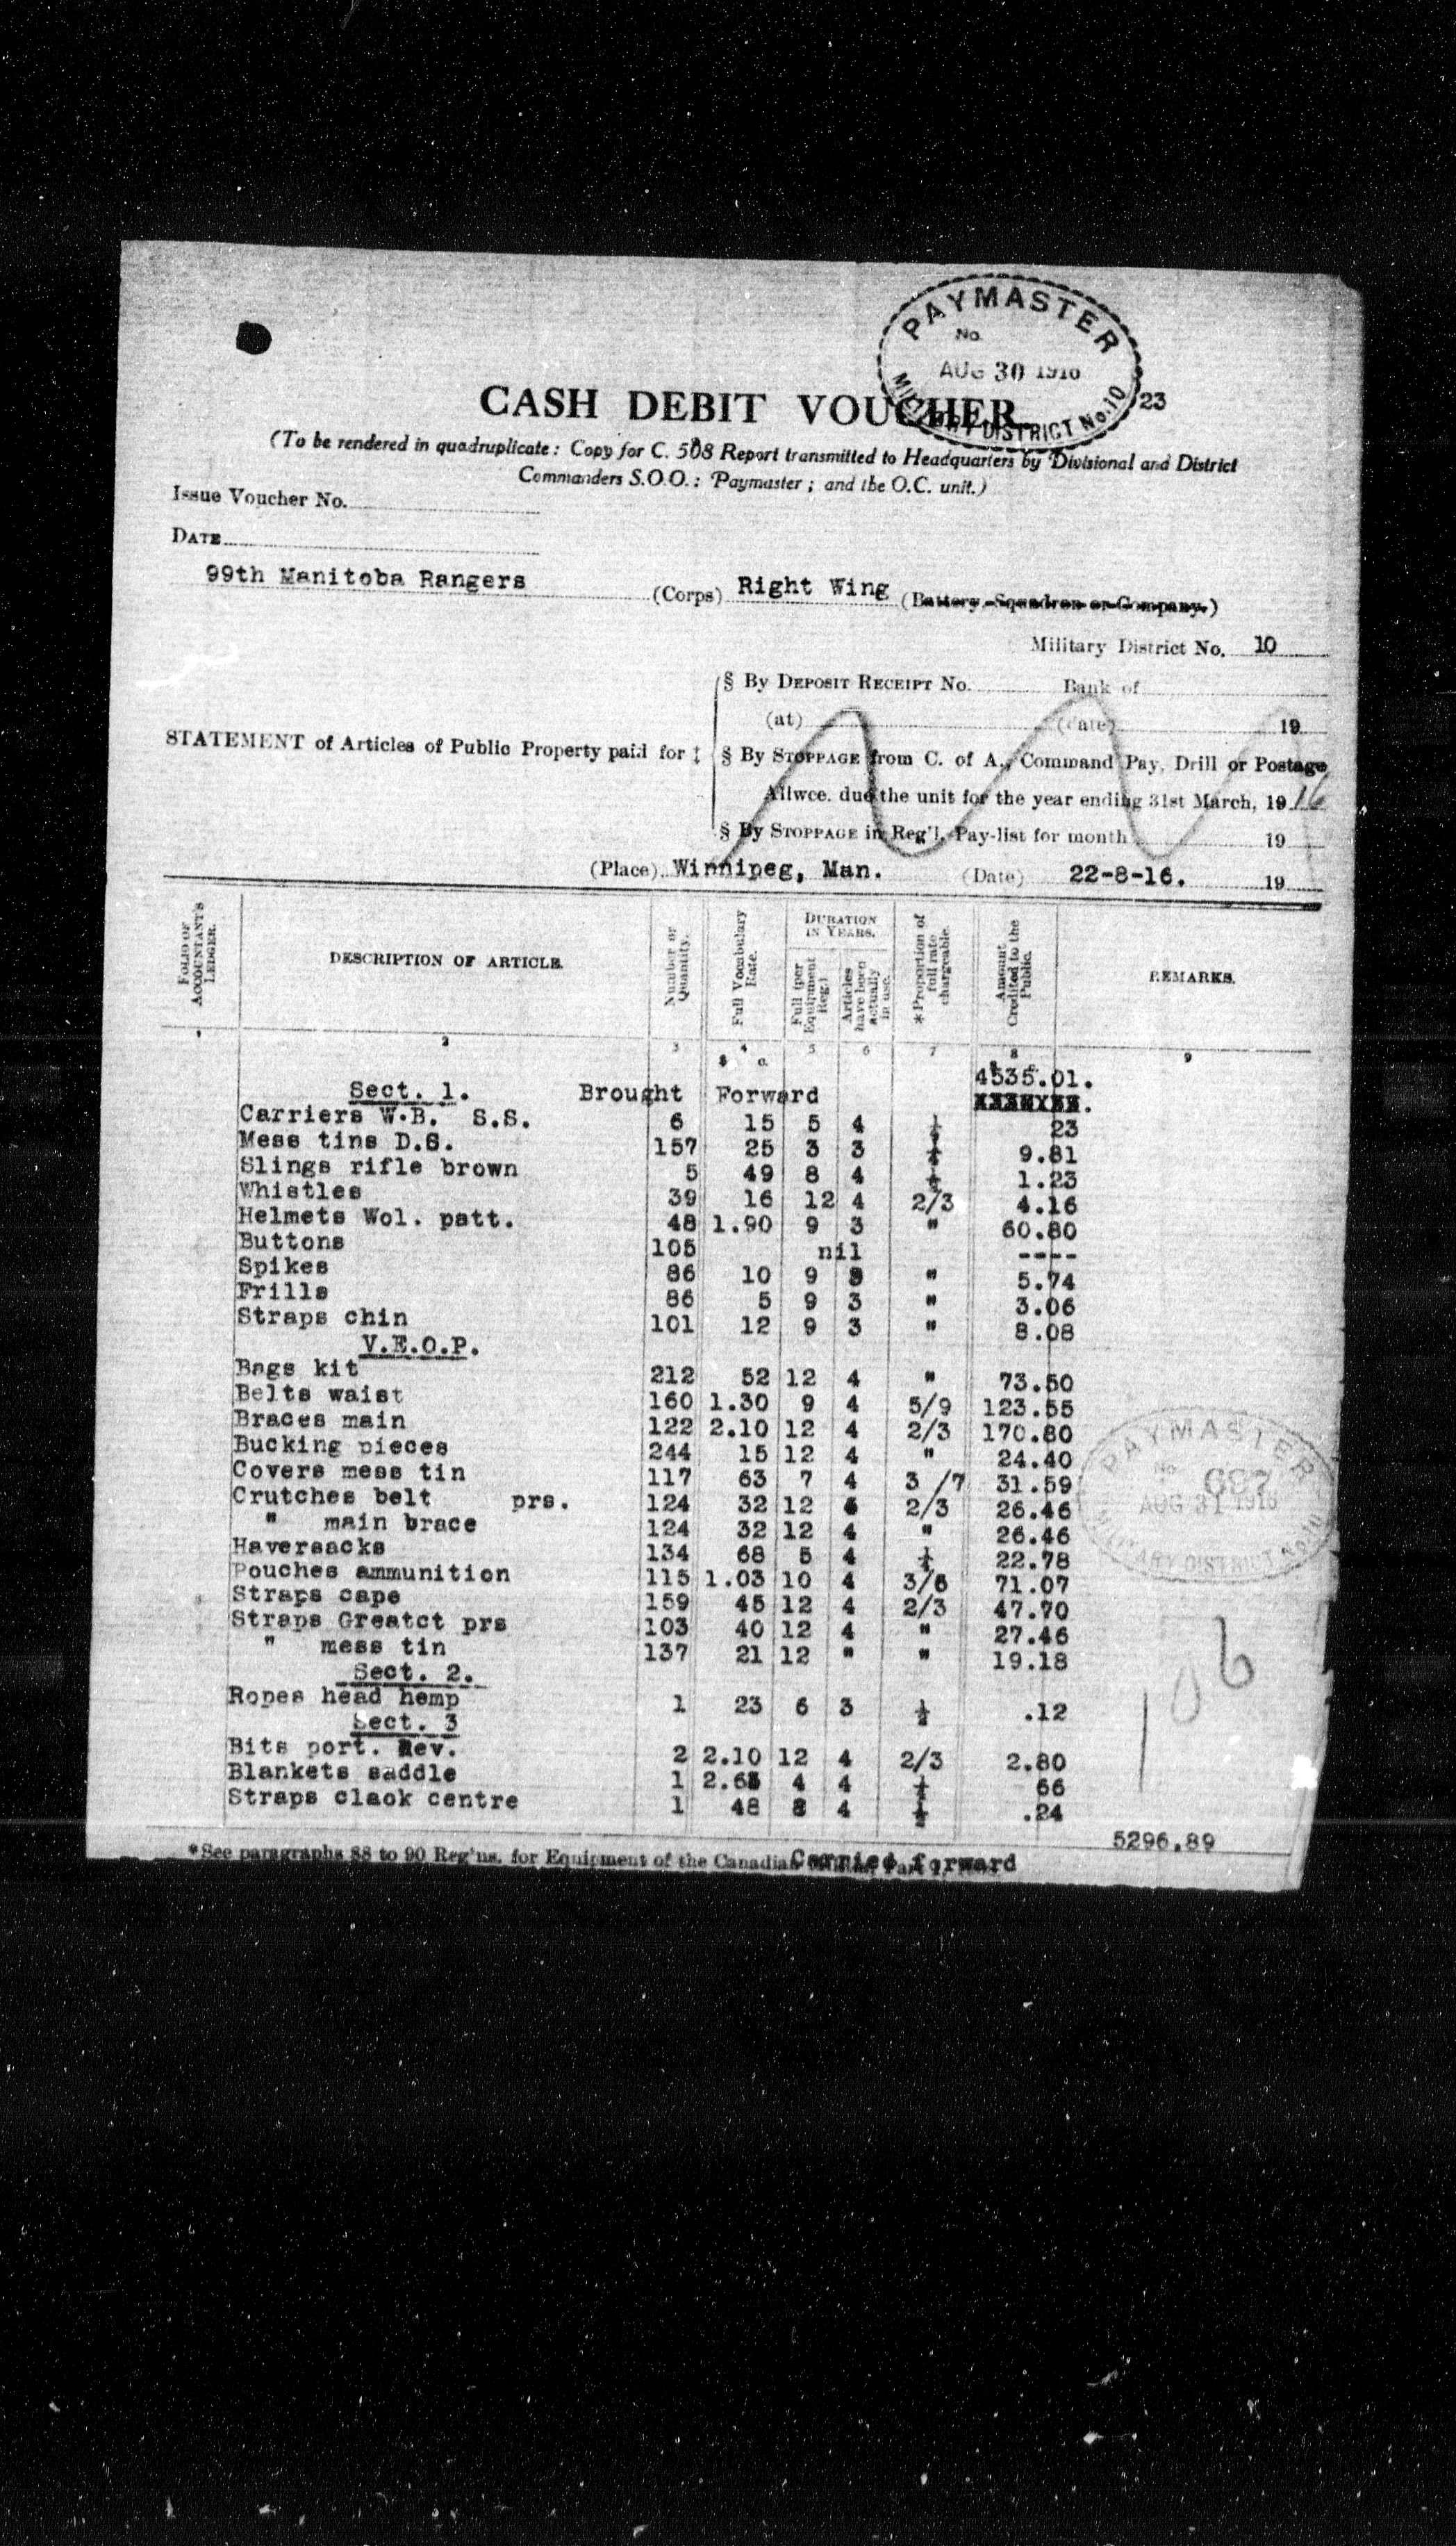 PAYMASTER
No.
AUG 30 1916
MILITARY DISTRICT No. 10
23
CASH DEBIT VOUCHER
(To be rendered in quadruplicate: Copy for C. 508 Report transmitted to Headquarters by Divisional and District
Commanders S.O.O.: Paymaster; and the O.C. unit.)
Issue Voucher No.
DATE
99th Manitoba Rangers (Corps) Right Wing (Battery, Squadron or Company.)
Military District No. 10
§ By DEPOSIT RECEIPT No. Bank of
(at) (date) 19
STATEMENT of Articles of Public Property paid for ‡ § By STOPPAGE from C. of A., Command Pay, Drill or Postage
Allwce. due the unit for the year ending 31st March, 1916
§ By STOPPAGE in Reg'l. Pay-list for month 19
(Place) Winnipeg, Man. (Date) 22-8-16. 19
FOLIO OF ACCOUNTANT'S LEDGER. DESCRIPTION OF ARTICLE. Number or Quantity. Full Vocabulary Rate. DURATION IN YEARS. Full (per Equipment Reg.) Articles have been actually in use. * Proportion of full rate chargeable. Amount Credited to the Public. REMARKS.
2 3 4 5 6 7 8 9
$ c.
4535.01.
Sect. 1. Brought Forward
Carriers W.B. S.S. 6 15 5 4 23
Mess tins D.S. 157 25 3 3 ¼ 9.81
Slings rifle brown 5 49 8 4 ½ 1.23
Whistles 39 16 12 4 2/3 4.16
Helmets Wol. patt. 48 1.90 9 3 " 60.80
Buttons 105 nil ----
Spikes 86 10 9 3 " 5.74
Frills 86 5 9 3 " 3.06
Straps chin 101 12 9 3 " 8.08
V.E.O.P.
Bags kit 212 52 12 4 " 73.50
Belts waist 160 1.30 9 4 5/9 123.55
Braces main 122 2.10 12 4 2/3 170.80
Bucking pieces 244 15 12 4 " 24.40
Covers mess tin 117 63 7 4 3 /7 31.59
Crutches belt prs. 124 32 12 4 2/3 26.46
" main brace 124 32 12 4 " 26.46
Haversacks 134 68 5 4 ¼ 22.78
Pouches ammunition 115 1.03 10 4 3/5 71.07
Straps cape 159 45 12 4 2/3 47.70
Straps Greatct prs 103 40 12 4 " 27.46
" mess tin 137 21 12 " " 19.18
Sect. 2.
Ropes head hemp 1 23 6 3 ½ .12
Sect. 3
Bits port. Rev. 2 2.10 12 4 2/3 2.80
Blankets saddle 1 2.63 4 4 ¼ 66
Straps claok centre 1 48 8 4 ½ .24
5296.89
*See paragraphs 88 to 90 Reg'ns. for Equipment of the Canadian
Carried forward
PAYMASTER
No. 637
AUG 31 1916
MILITARY DISTRICT No. 10